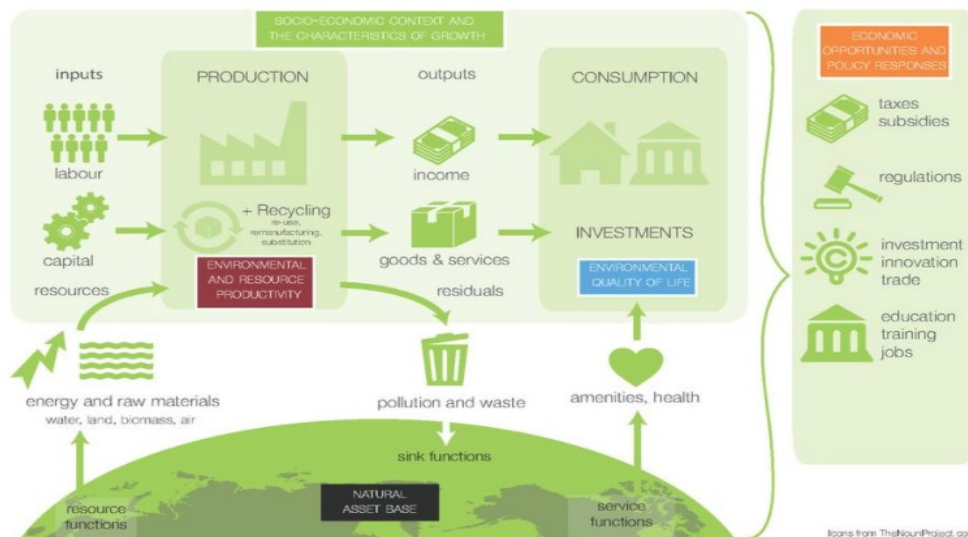 SOCIO-ECONOMIC CONTEXT AND
THE CHARACTERISTICS OF GROWTH
inputs
PRODUCTION
outputs
CONSUMPTION
labour
income
+ Recycling
re-use,
remanufacturing,
substitution
capital
goods & services
INVESTMENTS
resources
ENVIRONMENTAL
AND RESOURCE
PRODUCTIVITY
residuals
ENVIRONMENTAL
QUALITY OF LIFE
energy and raw materials
water, land, biomass, air
pollution and waste
amenities, health
sink functions
resource
functions
NATURAL
ASSET BASE
service
functions
ECONOMIC
OPPORTUNITIES AND
POLICY RESPONSES
taxes
subsidies
regulations
C
investment
innovation
trade
education
training
jobs
Icons from TheNounProject.co